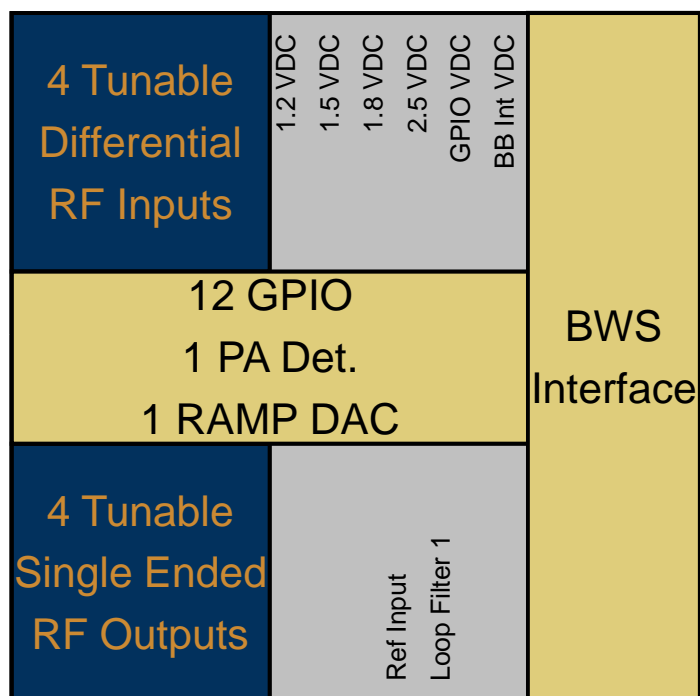 4 Tunable
Differential
RF Inputs
1.2 VDC
1.5 VDC
1.8 VDC
2.5 VDC
GPIO VDC
BB Int VDC
12 GPIO
1 PA Det.
1 RAMP DAC
BWS
Interface
4 Tunable
Single Ended
RF Outputs
Ref Input
Loop Filter 1